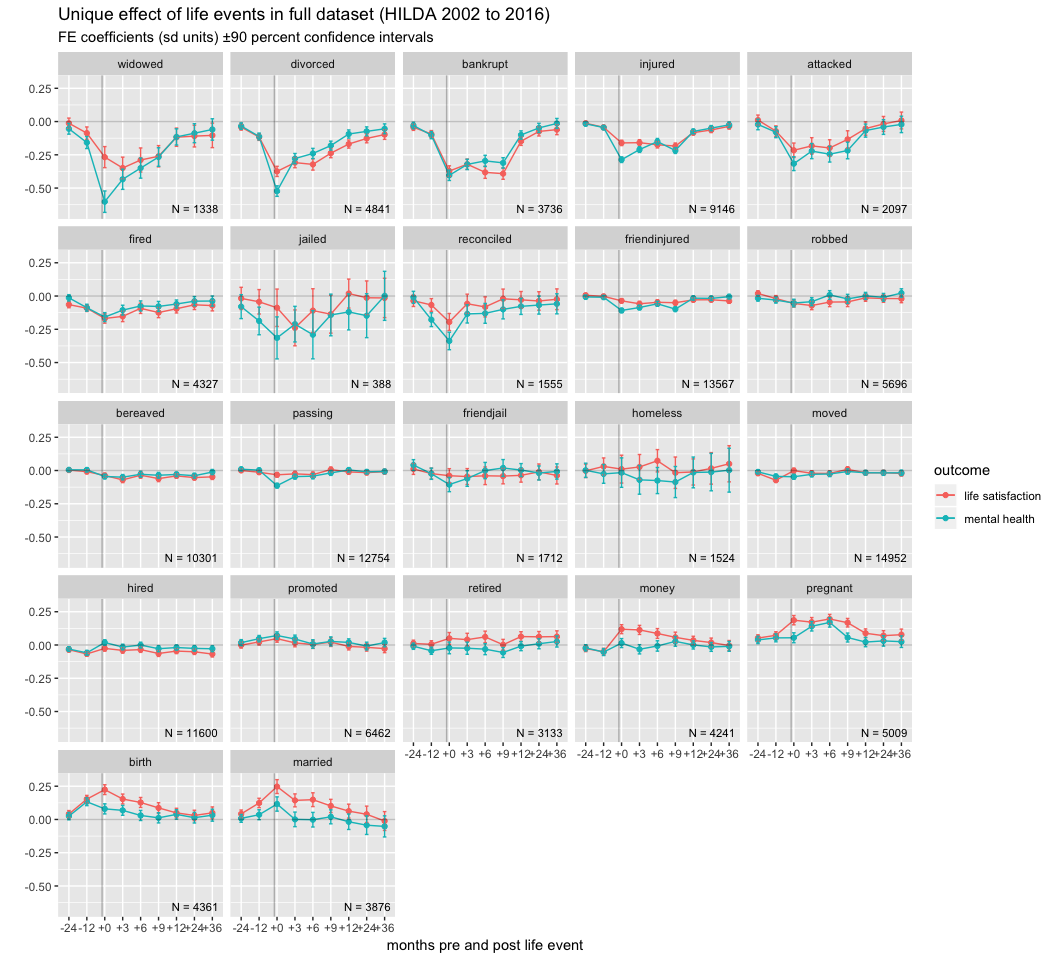 Unique effect of life events in full dataset (HILDA 2002 to 2016)
FE coefficients (sd units) ±90 percent confidence intervals
widowed divorced bankrupt injured attacked
0.25
0.00
-0.25
-0.50
N = 1338 N = 4841 N = 3736 N = 9146 N = 2097
fired jailed reconciled friendinjured robbed
0.25
0.00
-0.25
-0.50
N = 4327 N = 388 N = 1555 N = 13567 N = 5696
bereaved passing friendjail homeless moved
0.25
0.00
-0.25
-0.50
N = 10301 N = 12754 N = 1712 N = 1524 N = 14952
outcome
life satisfaction
mental health
hired promoted retired money pregnant
0.25
0.00
-0.25
-0.50
N = 11600 N = 6462 N = 3133 N = 4241 N = 5009
-24 -12 +0 +3 +6 +9 +12 +24 +36 -24 -12 +0 +3 +6 +9 +12 +24 +36 -24 -12 +0 +3 +6 +9 +12 +24 +36
birth married
0.25
0.00
-0.25
-0.50
N = 4361 N = 3876
-24 -12 +0 +3 +6 +9 +12 +24 +36 -24 -12 +0 +3 +6 +9 +12 +24 +36
months pre and post life event